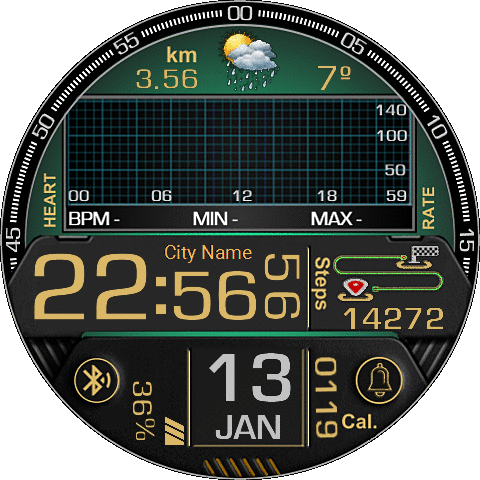 00
55
05
50
10
45
15
km
3.56
7º
140
100
50
00 06 12 18 59
HEART
RATE
BPM - MIN - MAX -
City Name
22:56 56
Steps
14272
36%
13
JAN
0119
Cal.